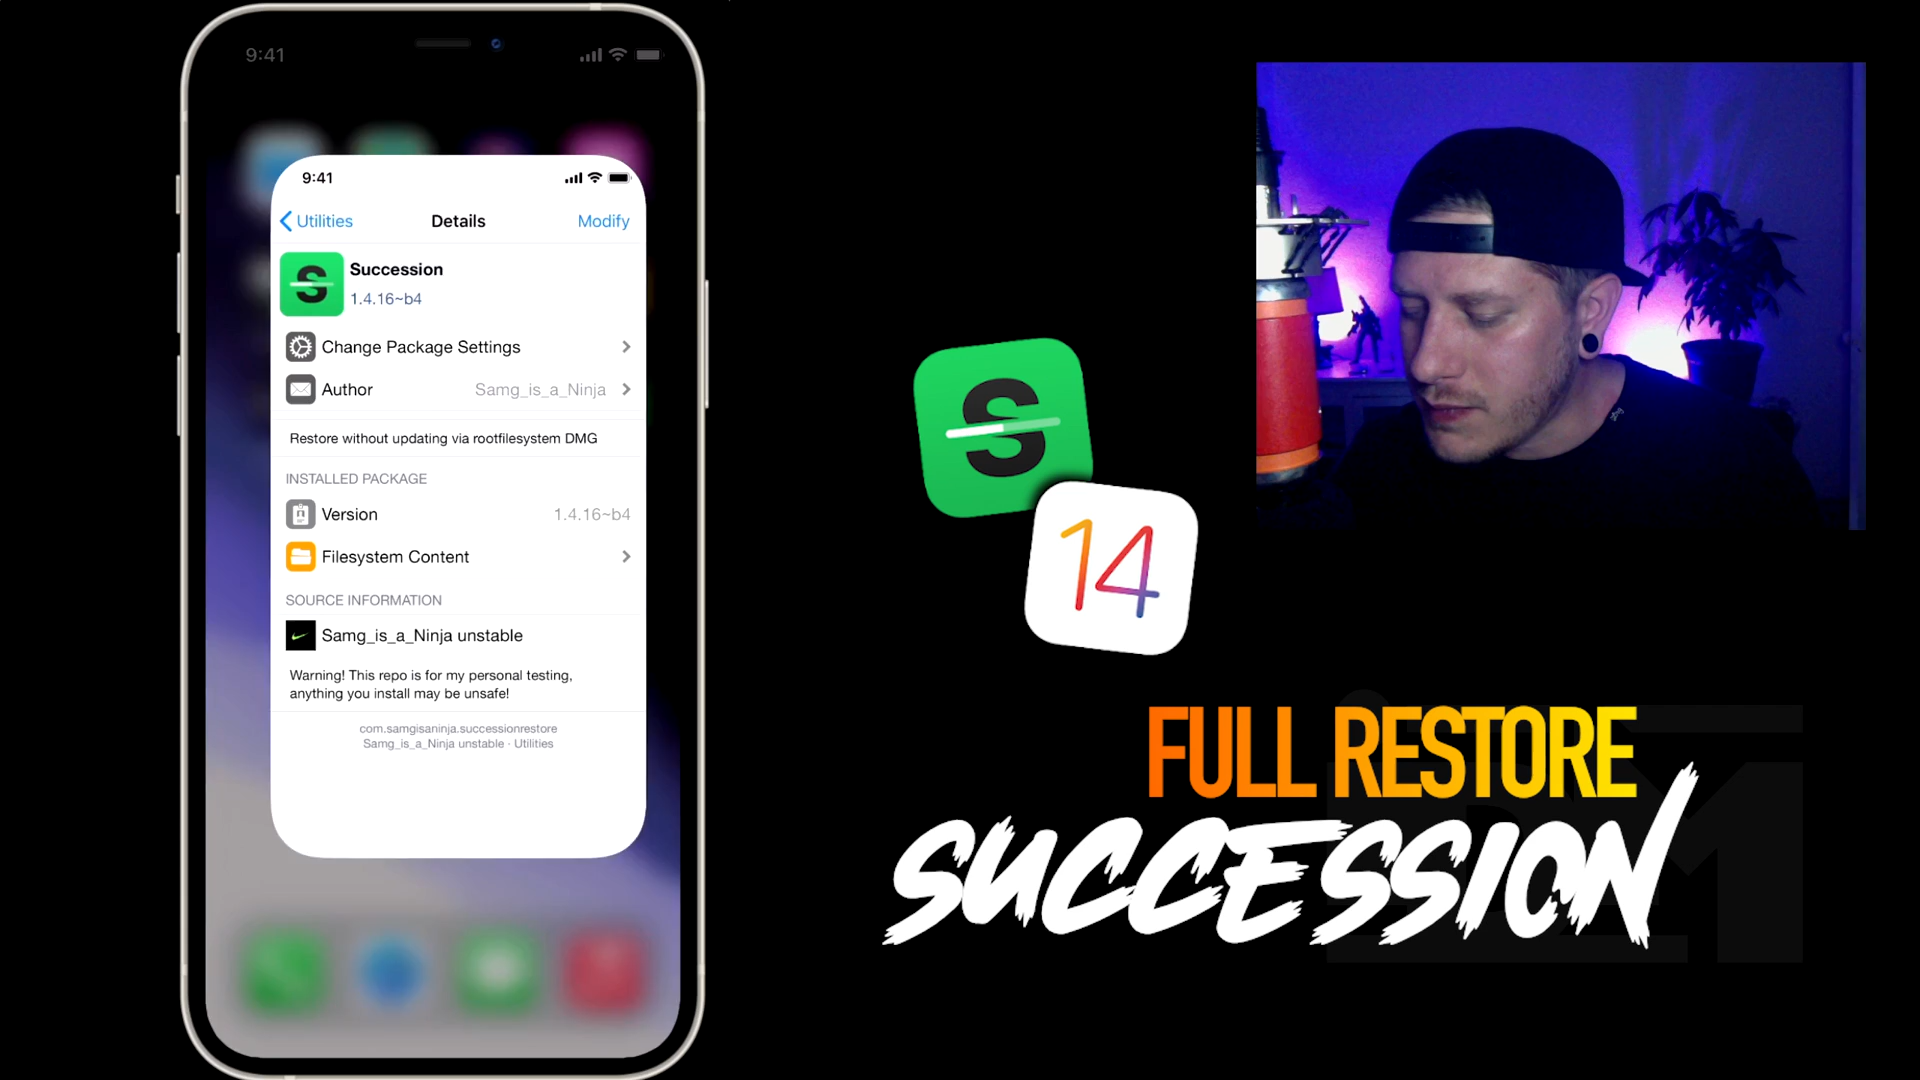 9:41
9:41
Utilities
Details
Modify
S
Succession
1.4.16~b4
Change Package Settings
Author
Samg_is_a_Ninja
Restore without updating via rootfilesystem DMG
INSTALLED PACKAGE
Version
1.4.16~b4
Filesystem Content
SOURCE INFORMATION
Samg_is_a_Ninja unstable
Warning! This repo is for my personal testing,
anything you install may be unsafe!
com.samgisaninja.successionrestore
Samg_is_a_Ninja unstable · Utilities
S
14
FULL RESTORE
SUCCESSION